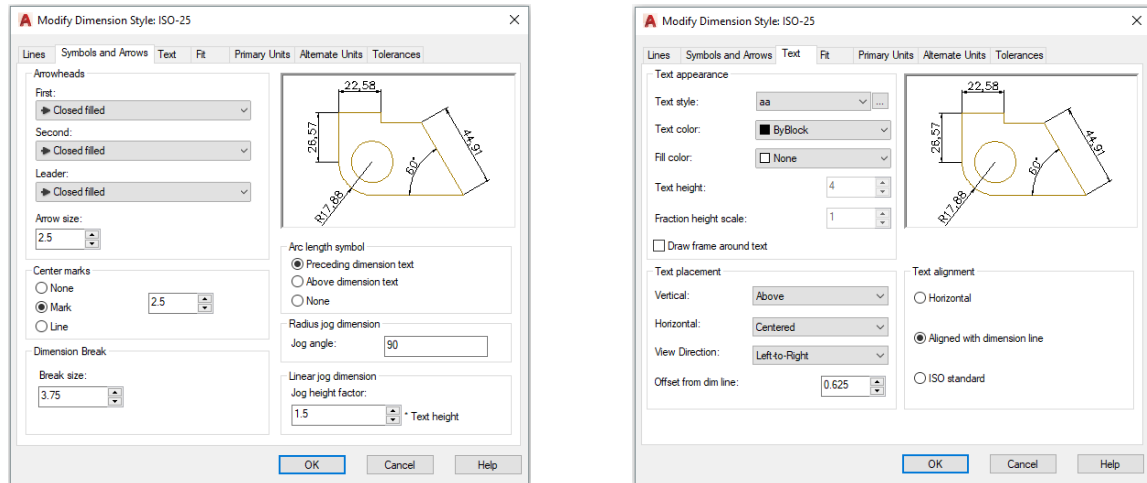 Modify Dimension Style: ISO-25
Lines Symbols and Arrows Text Fit Primary Units Alternate Units Tolerances
Arrowheads
First:
Closed filled
Second:
Closed filled
Leader:
Closed filled
Arrow size:
2.5
22,58
26,57
44,91
60°
R17,88
Center marks
None
Mark
2.5
Line
Dimension Break
Break size:
3.75
Arc length symbol
Preceding dimension text
Above dimension text
None
Radius jog dimension
Jog angle: 90
Linear jog dimension
Jog height factor:
1.5 * Text height
OK Cancel Help
Modify Dimension Style: ISO-25
Lines Symbols and Arrows Text Fit Primary Units Alternate Units Tolerances
Text appearance
Text style: aa ...
Text color: ByBlock
Fill color: None
Text height: 4
Fraction height scale: 1
Draw frame around text
22,58
26,57
44,91
60°
R17,88
Text placement
Vertical: Above
Horizontal: Centered
View Direction: Left-to-Right
Offset from dim line: 0.625
Text alignment
Horizontal
Aligned with dimension line
ISO standard
OK Cancel Help